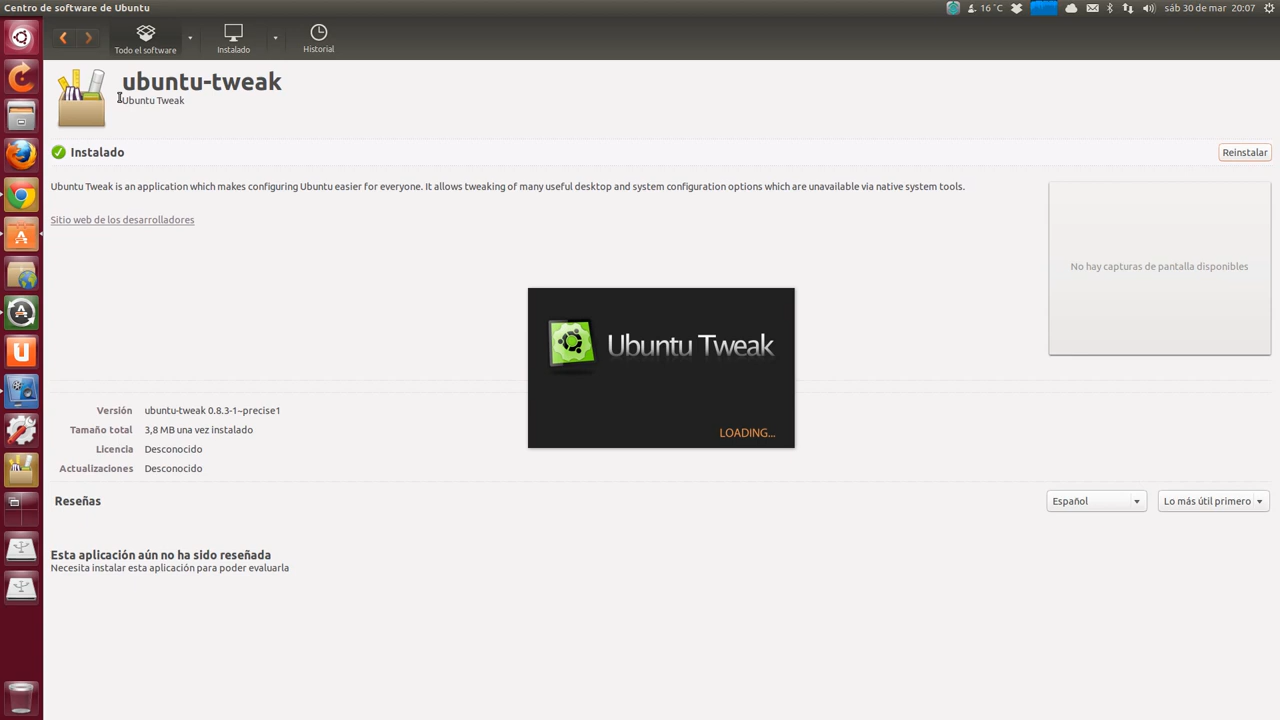 Centro de software de Ubuntu
16 °C
sáb 30 de mar 20:07
Todo el software
Instalado
Historial
ubuntu-tweak
Ubuntu Tweak
Instalado
Reinstalar
Ubuntu Tweak is an application which makes configuring Ubuntu easier for everyone. It allows tweaking of many useful desktop and system configuration options which are unavailable via native system tools.
Sitio web de los desarrolladores
No hay capturas de pantalla disponibles
Ubuntu Tweak
LOADING...
Versión ubuntu-tweak 0.8.3-1~precise1
Tamaño total 3,8 MB una vez instalado
Licencia Desconocido
Actualizaciones Desconocido
Reseñas
Español
Lo más útil primero
Esta aplicación aún no ha sido reseñada
Necesita instalar esta aplicación para poder evaluarla